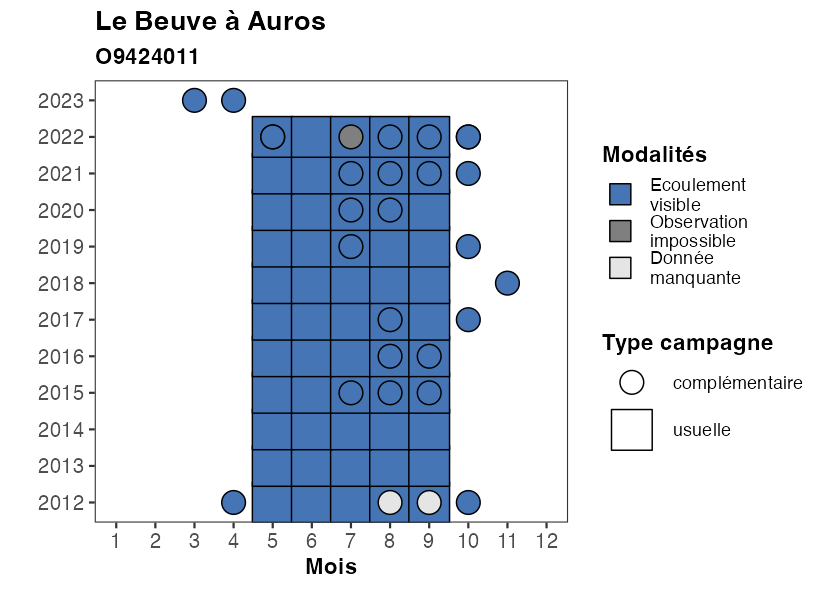 Le Beuve à Auros
O9424011
2023
2022
2021
2020
2019
2018
2017
2016
2015
2014
2013
2012
1 2 3 4 5 6 7 8 9 10 11 12
Mois
Modalités
Ecoulement
visible
Observation
impossible
Donnée
manquante
Type campagne
complémentaire
usuelle